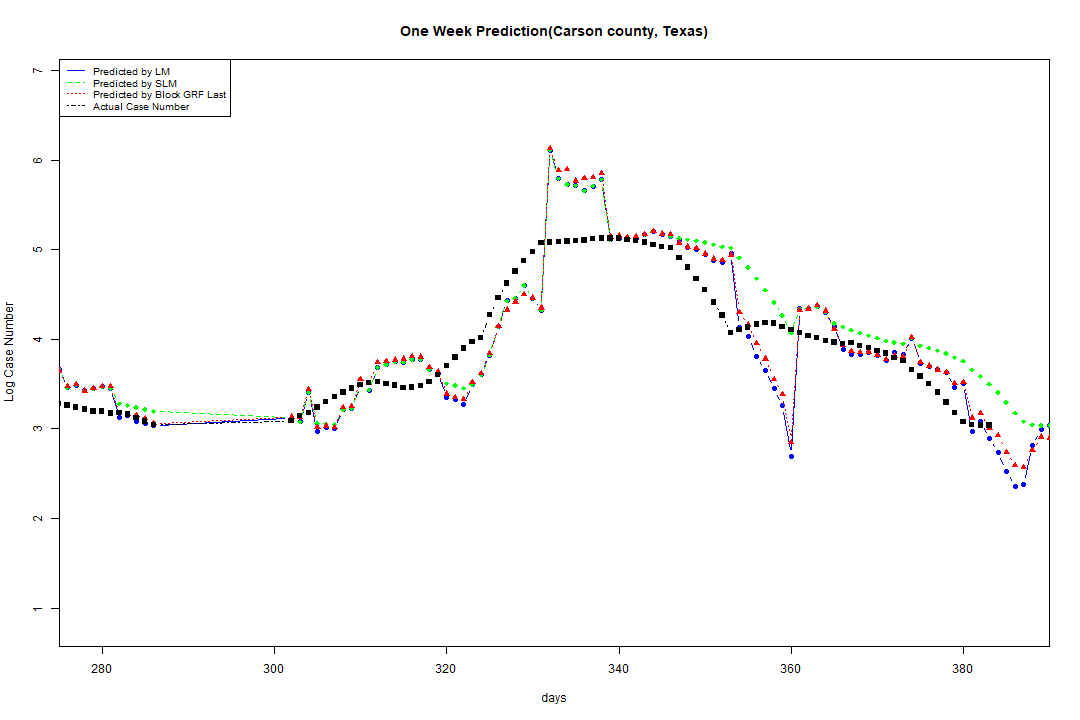 One Week Prediction(Carson county, Texas)
Predicted by LM
Predicted by SLM
Predicted by Block GRF Last
Actual Case Number
7
6
5
4
3
2
1
Log Case Number
280 300 320 340 360 380
days